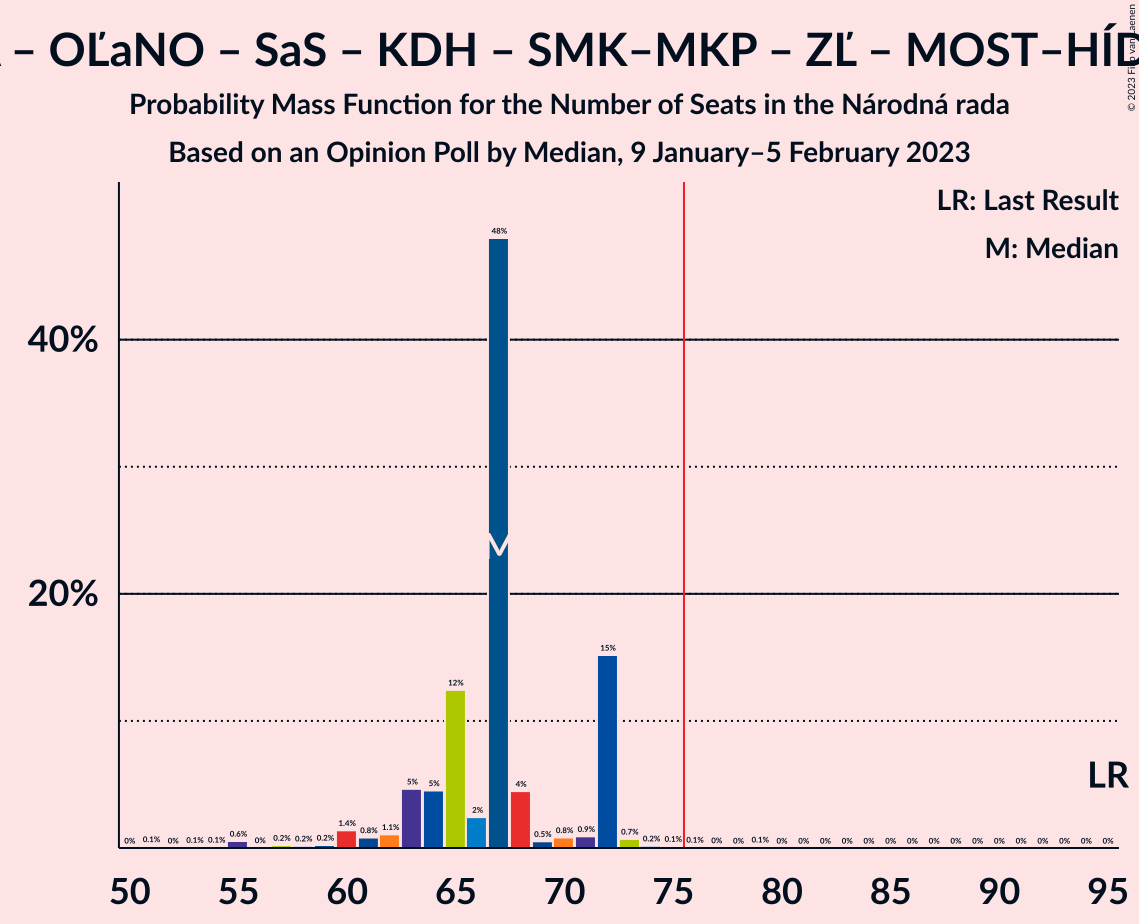 – OĽaNO – SaS – KDH – SMK–MKP – ZĽ – MOST–HÍD
Probability Mass Function for the Number of Seats in the Národná rada
Based on an Opinion Poll by Median, 9 January–5 February 2023
© 2023 Filip van Laenen
LR: Last Result
M: Median
40%
20%
48%
M
15%
12%
LR
5% 5% 2% 4%
0% 0.1% 0% 0.1% 0.1% 0.6% 0% 0.2% 0.2% 0.2% 1.4% 0.8% 1.1% 0.5% 0.8% 0.9% 0.7% 0.2% 0.1% 0.1% 0% 0% 0.1% 0% 0% 0% 0% 0% 0% 0% 0% 0% 0% 0% 0% 0% 0% 0% 0%
50 55 60 65 70 75 80 85 90 95